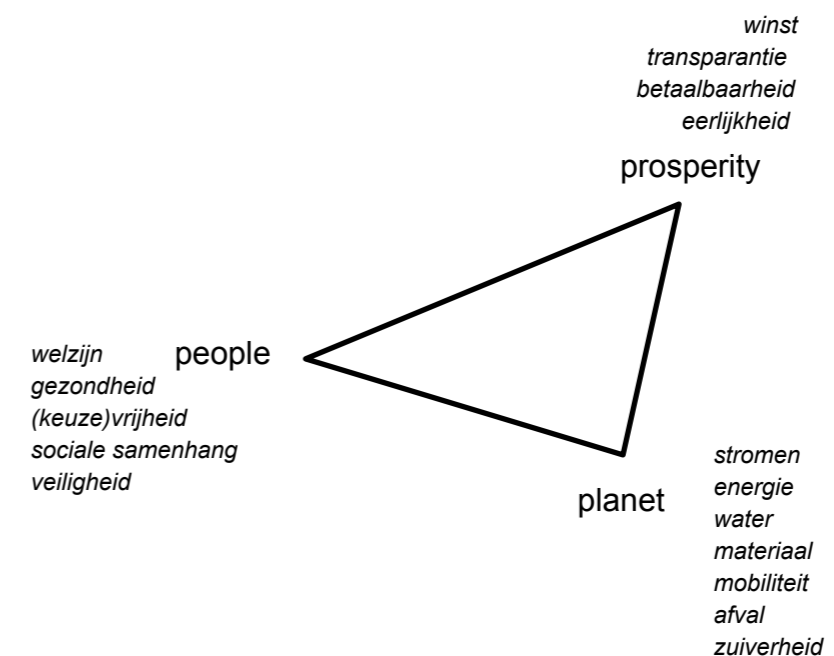 winst
transparantie
betaalbaarheid
eerlijkheid
prosperity
people
welzijn
gezondheid
(keuze)vrijheid
sociale samenhang
veiligheid
planet
stromen
energie
water
materiaal
mobiliteit
afval
zuiverheid